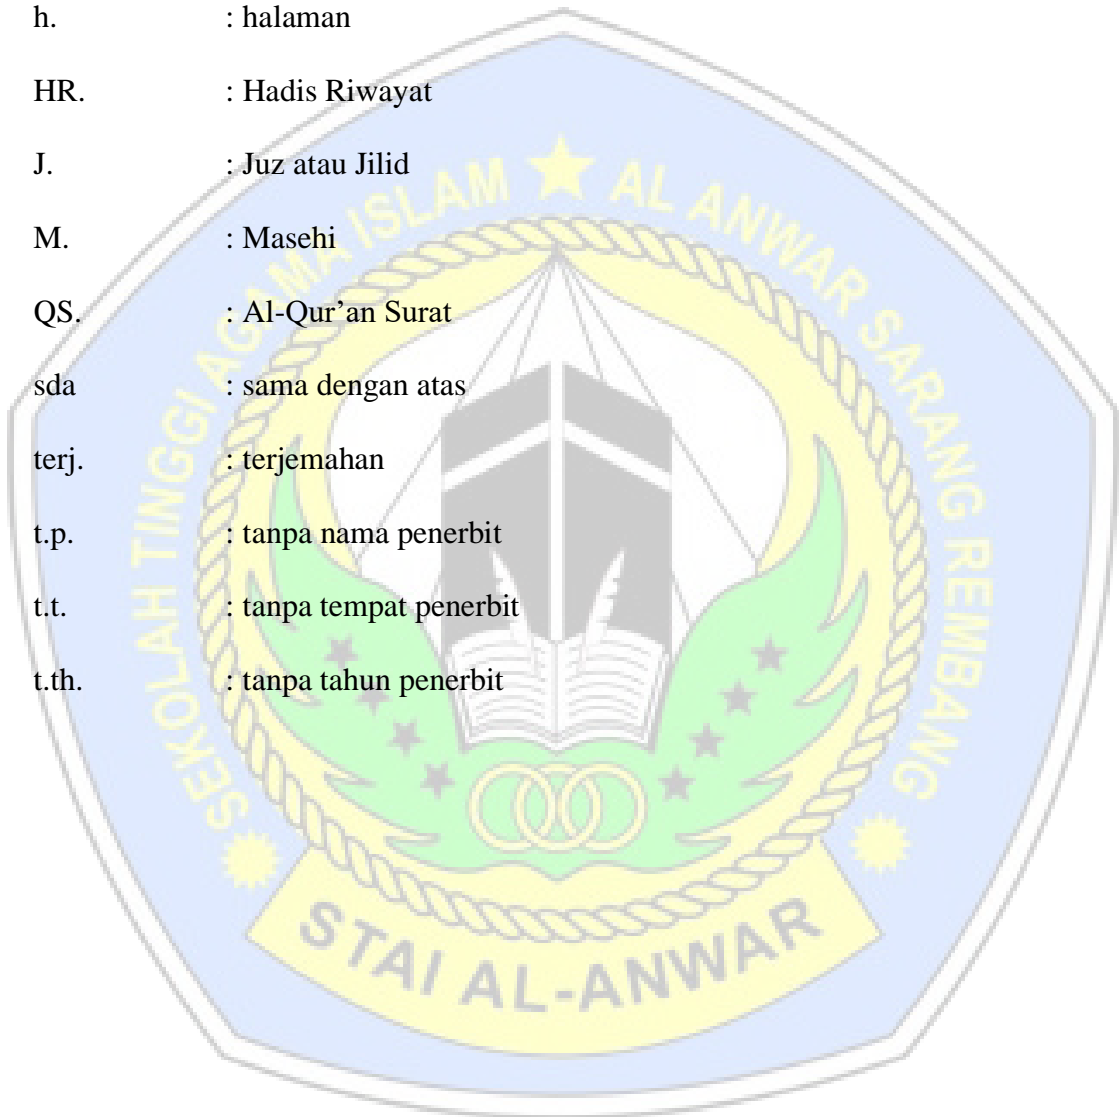 h. : halaman
HR. : Hadis Riwayat
J. : Juz atau Jilid
M. : Masehi
QS. : Al-Qur’an Surat
sda : sama dengan atas
terj. : terjemahan
t.p. : tanpa nama penerbit
t.t. : tanpa tempat penerbit
t.th. : tanpa tahun penerbit
SEKOLAH TINGGI AGAMA ISLAM ★ AL ANWAR SARANG REMBANG
STAI AL-ANWAR